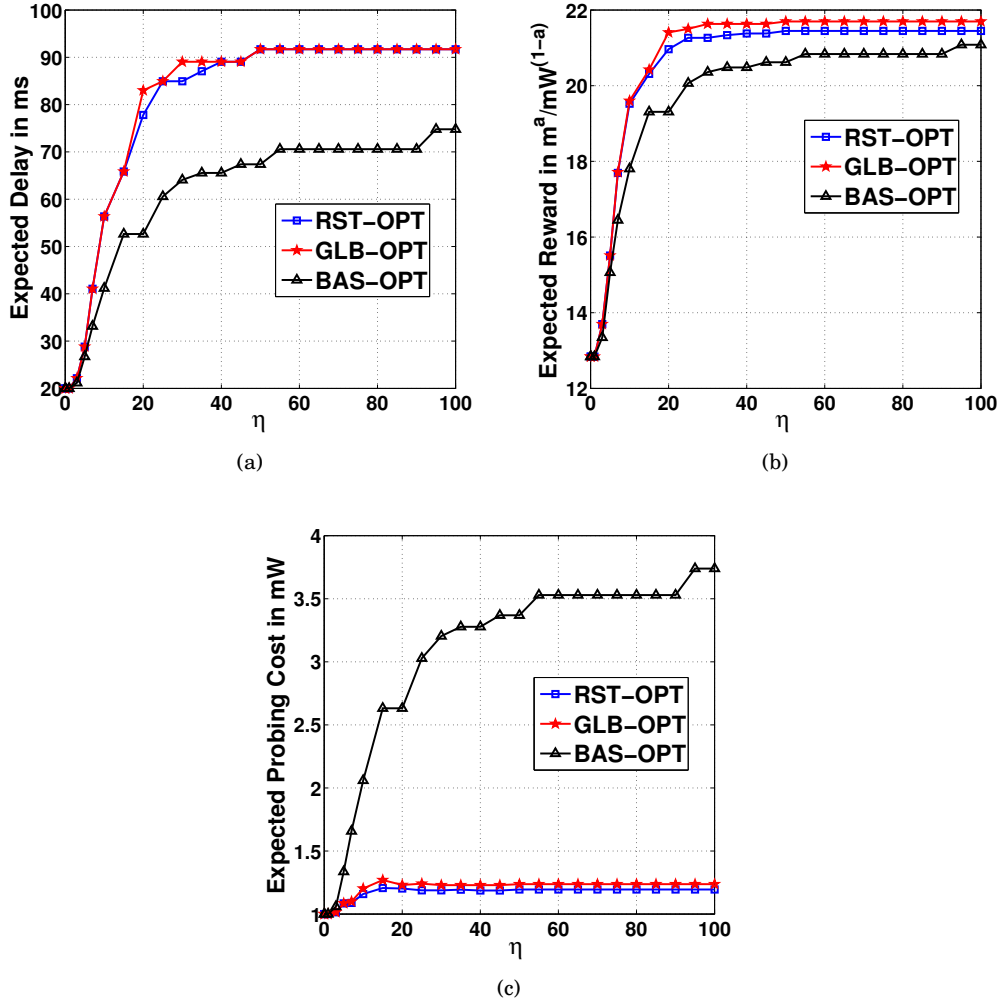 Expected Delay in ms
100
90
80
70
60
50
40
30
20
0 20 40 60 80 100
η
RST−OPT
GLB−OPT
BAS−OPT
(a)
Expected Reward in mᵃ/mW⁽¹⁻ᵃ⁾
22
20
18
16
14
12
0 20 40 60 80 100
η
RST−OPT
GLB−OPT
BAS−OPT
(b)
Expected Probing Cost in mW
4
3.5
3
2.5
2
1.5
1
0 20 40 60 80 100
η
RST−OPT
GLB−OPT
BAS−OPT
(c)